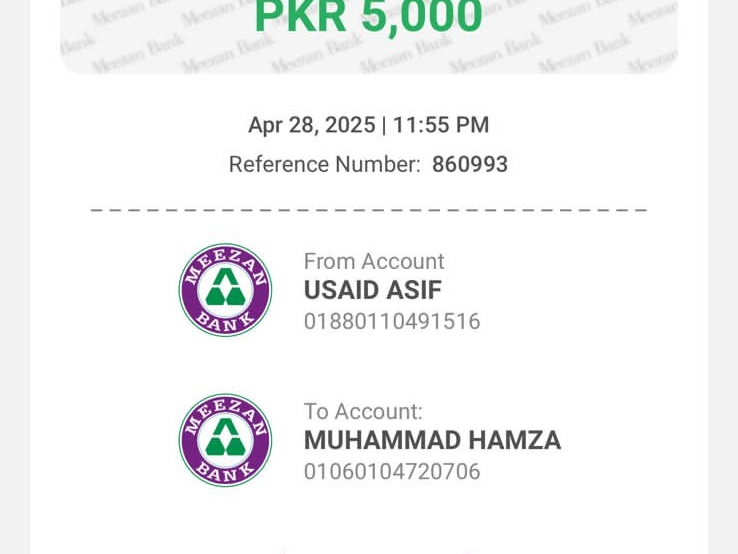 PKR 5,000
Apr 28, 2025 | 11:55 PM
Reference Number: 860993
MEEZAN BANK
From Account
USAID ASIF
01880110491516
MEEZAN BANK
To Account:
MUHAMMAD HAMZA
01060104720706